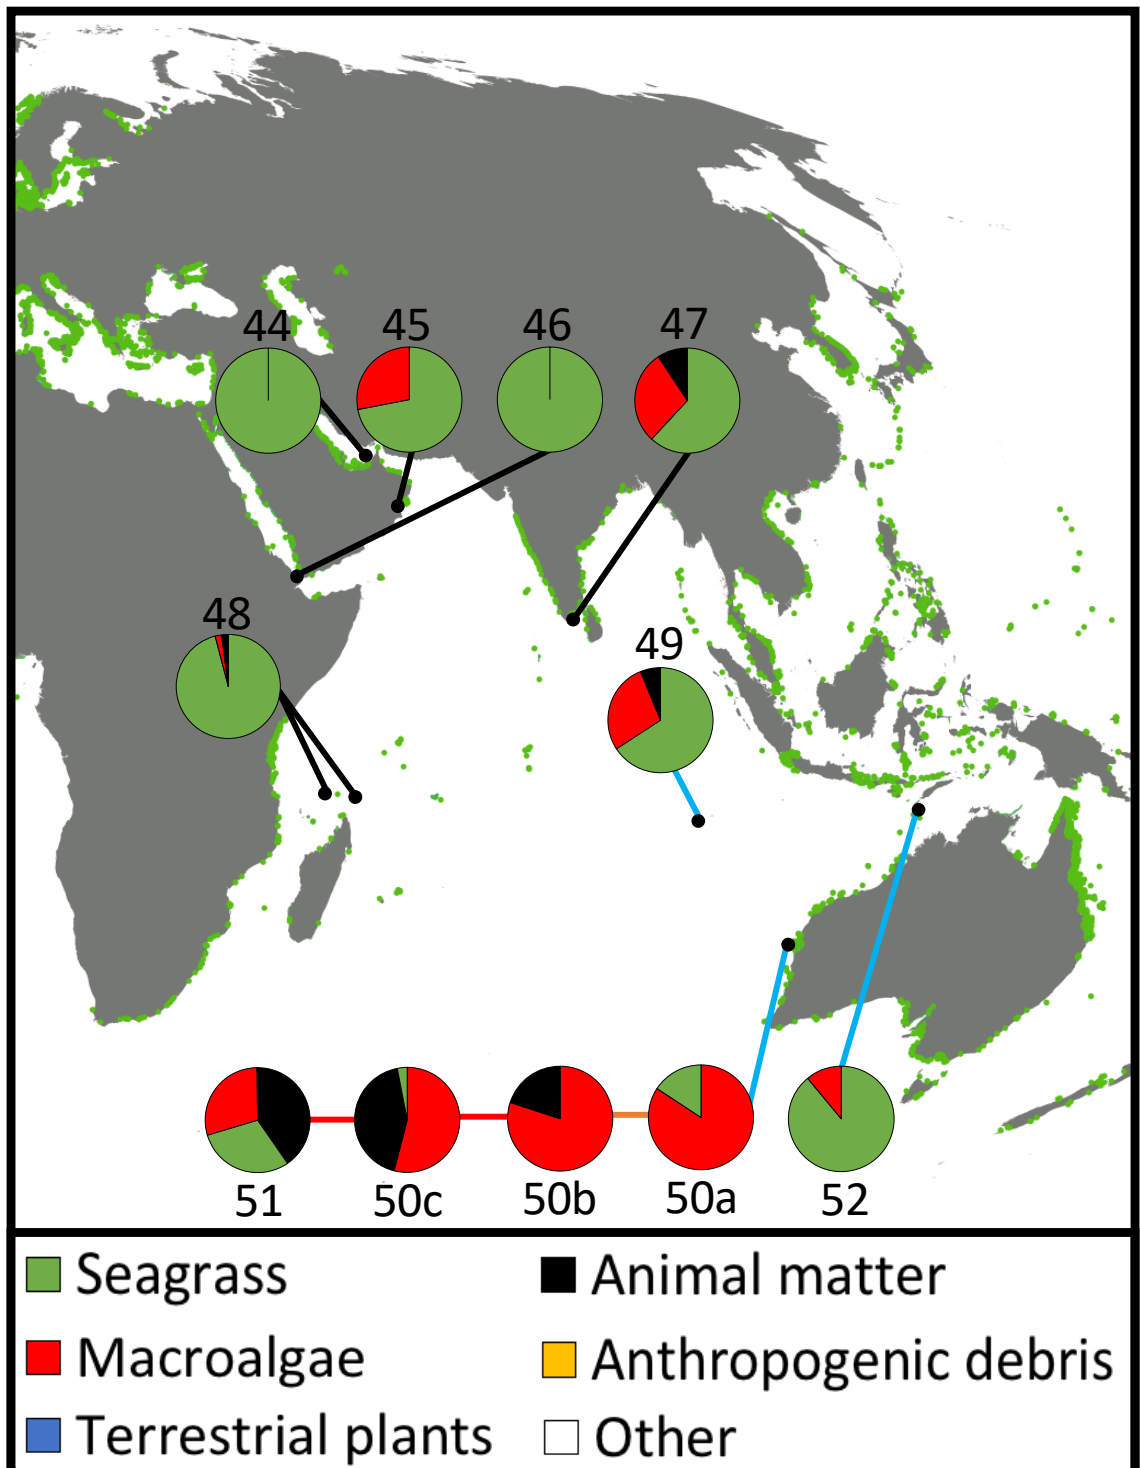 44 45 46 47
48
49
51 50c 50b 50a 52
Seagrass Animal matter
Macroalgae Anthropogenic debris
Terrestrial plants Other